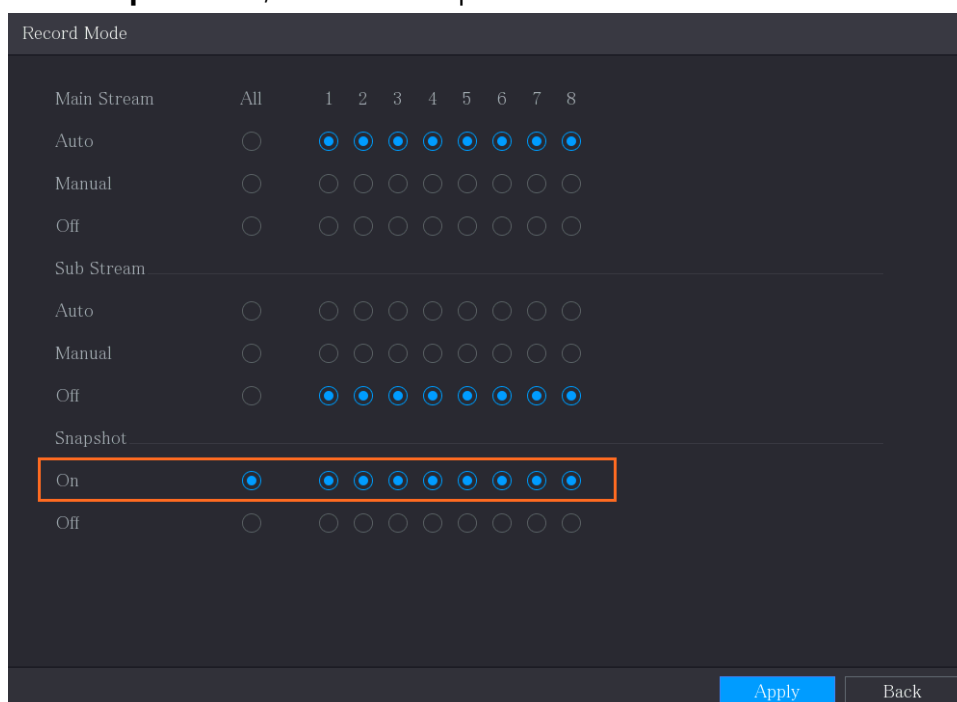 Record Mode
Main Stream All 1 2 3 4 5 6 7 8
Auto
Manual
Off
Sub Stream
Auto
Manual
Off
Snapshot
On
Off
Apply Back